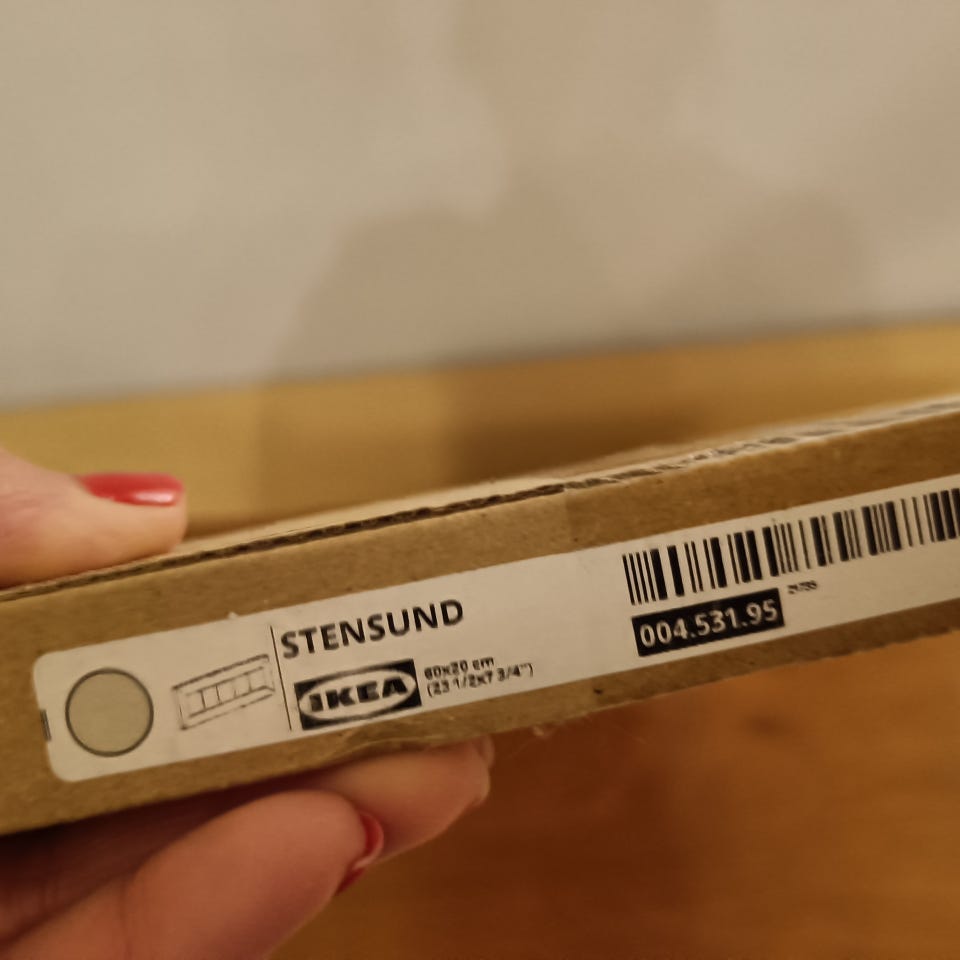 STENSUND
IKEA
60x20 cm
(23 1/2x7 3/4")
004.531.95